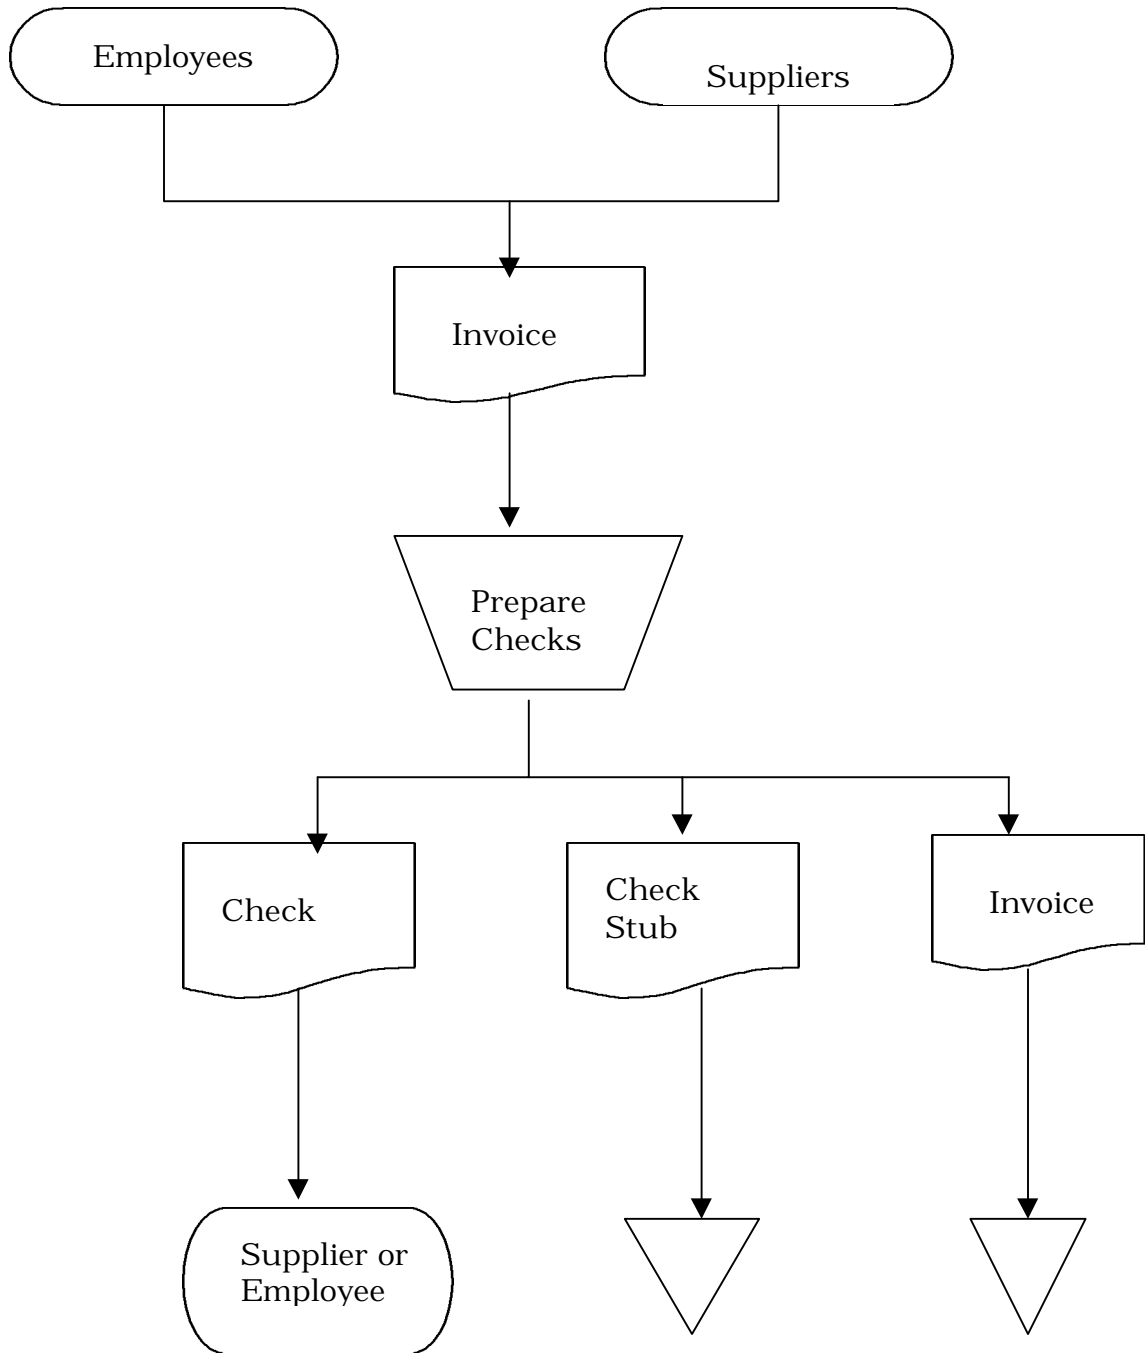 Employees
Suppliers
Invoice
Prepare
Checks
Check
Check
Stub
Invoice
Supplier or
Employee